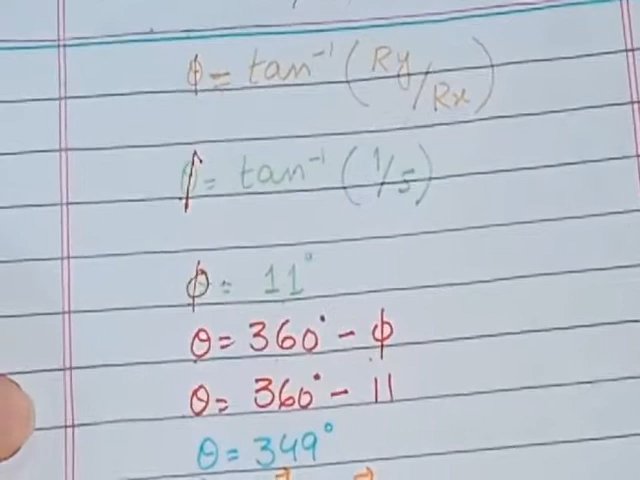 ϕ = tan⁻¹ (Ry/Rx)
ϕ = tan⁻¹ (1/5)
ϕ = 11°
θ = 360° - ϕ
θ = 360° - 11
θ = 349°